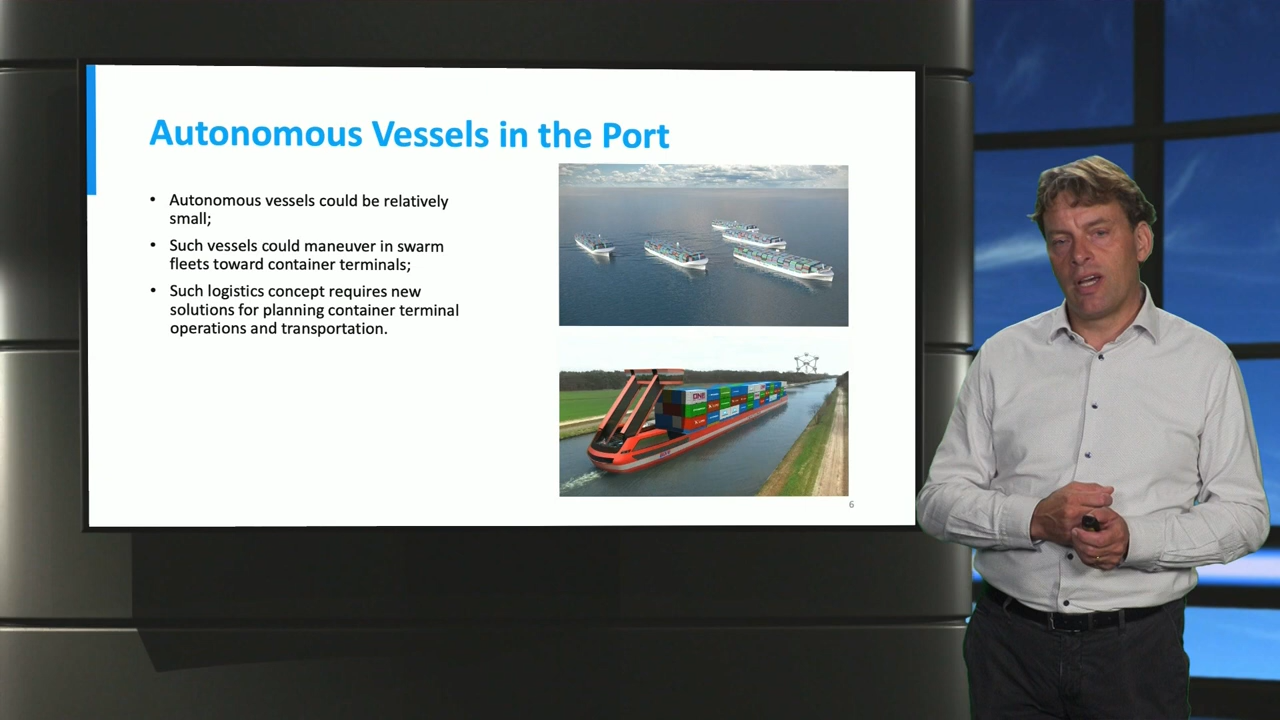 Autonomous Vessels in the Port
• Autonomous vessels could be relatively
small;
• Such vessels could maneuver in swarm
fleets toward container terminals;
• Such logistics concept requires new
solutions for planning container terminal
operations and transportation.
ONE
6